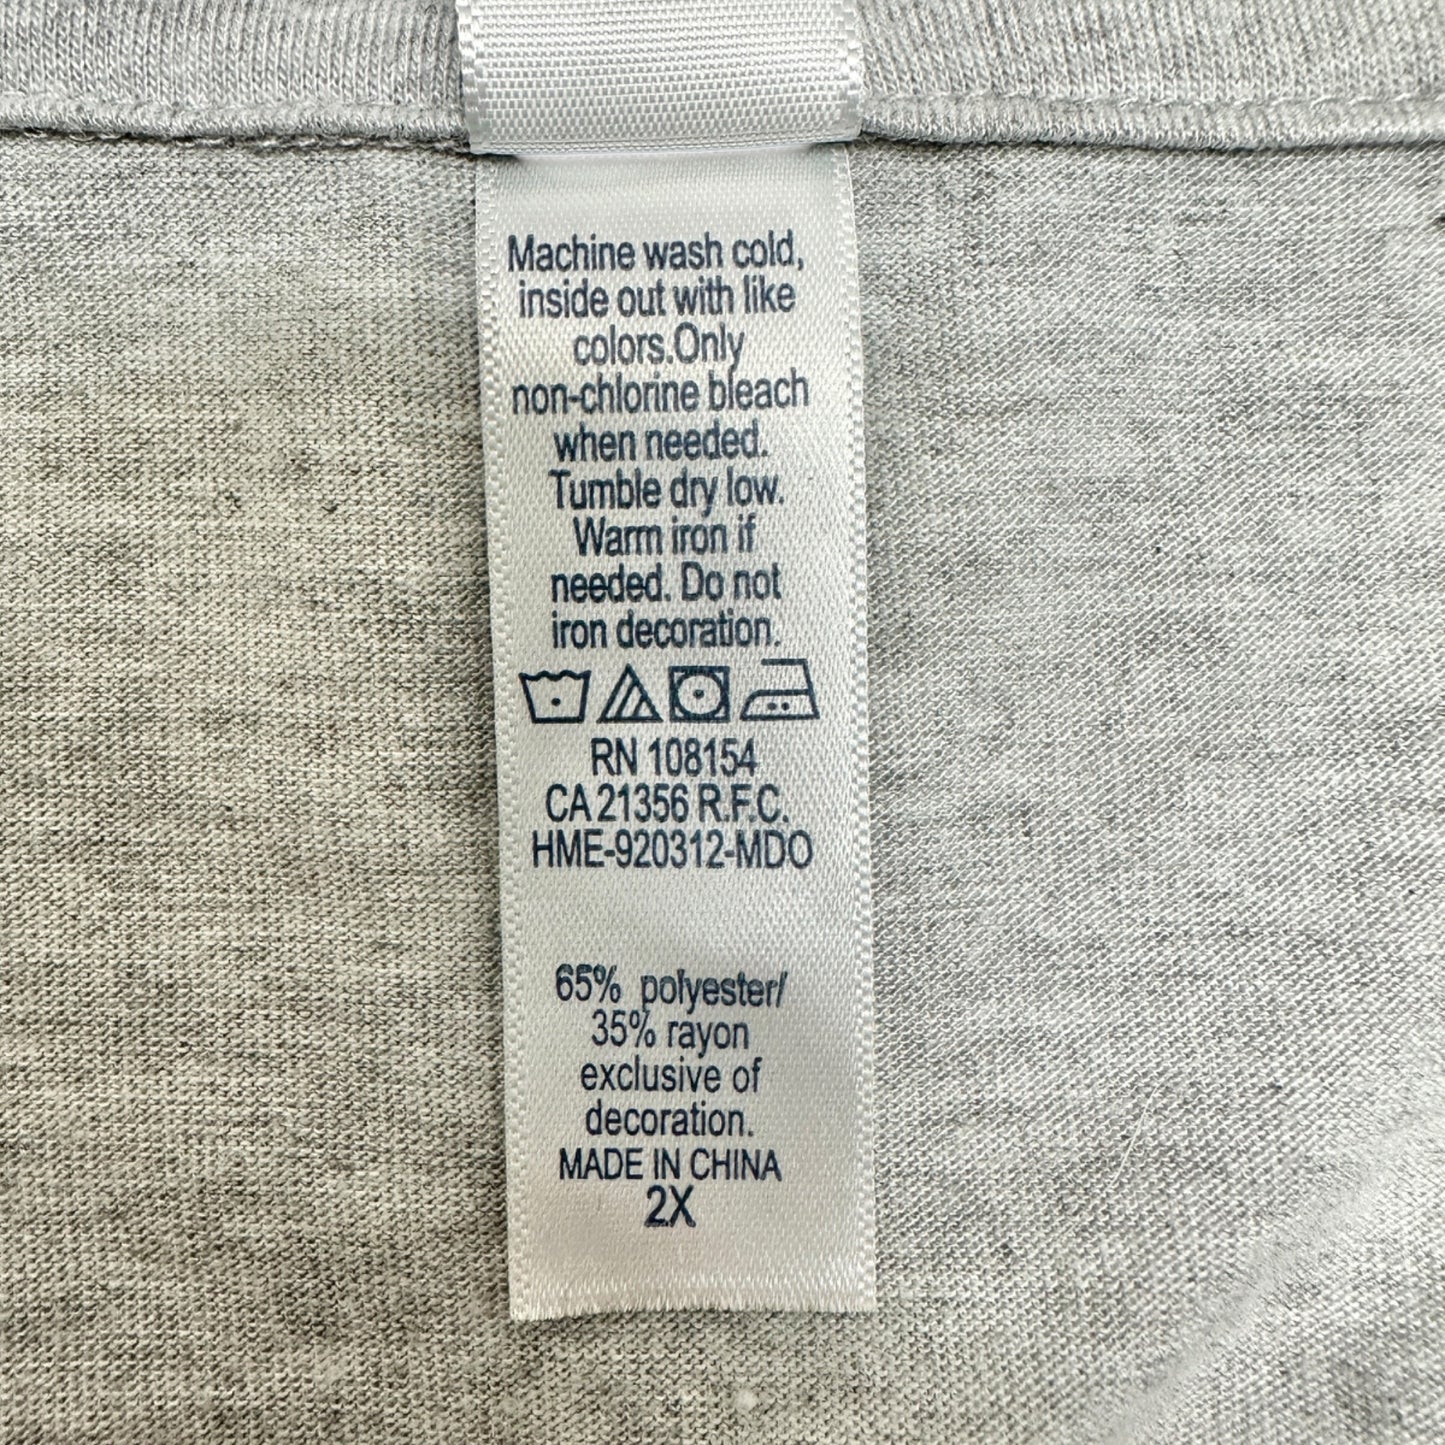 Machine wash cold,
inside out with like
colors.Only
non-chlorine bleach
when needed.
Tumble dry low.
Warm iron if
needed. Do not
iron decoration.
RN 108154
CA 21356 R.F.C.
HME-920312-MDO
65% polyester/
35% rayon
exclusive of
decoration.
MADE IN CHINA
2X